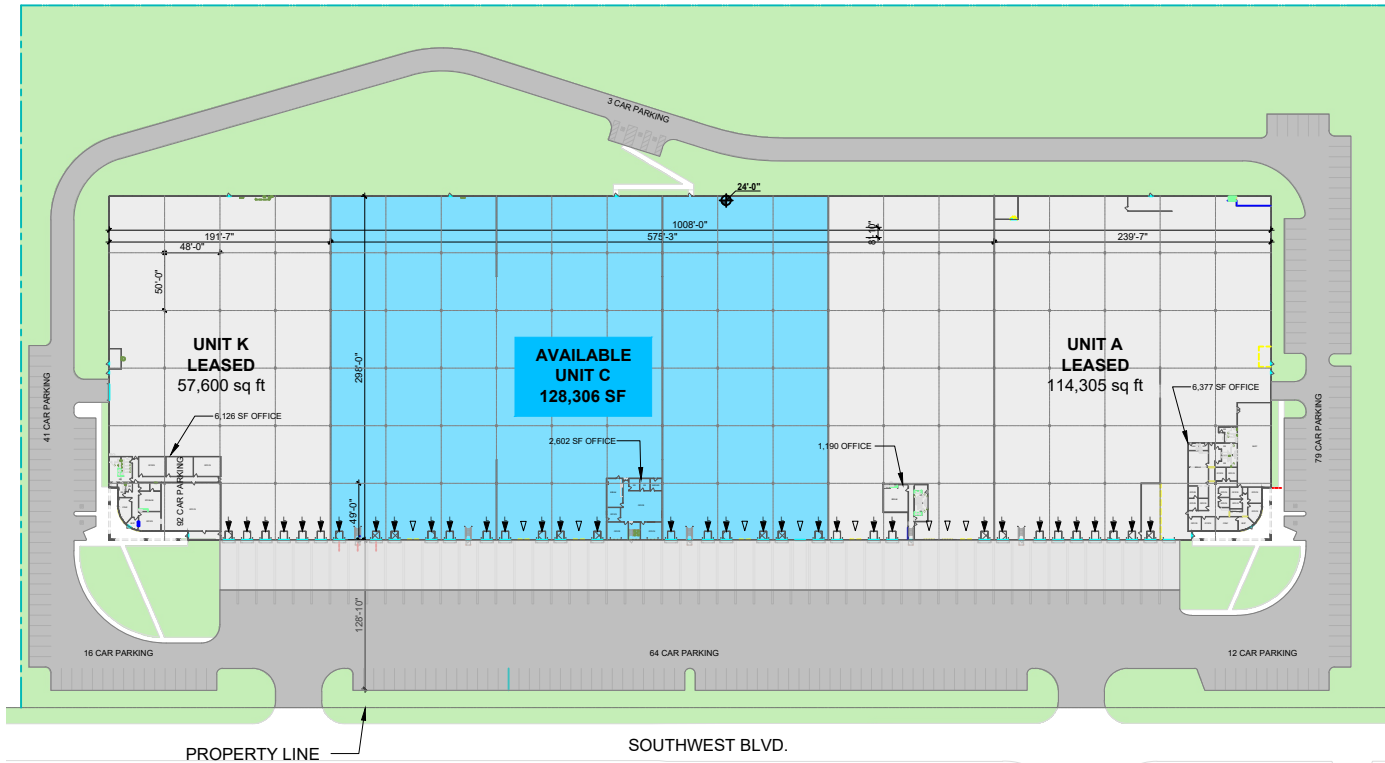 3 CAR PARKING
24'-0"
1008'-0"
191'-7"
575'-3"
8'-10"
239'-7"
48'-0"
50'-0"
298'-0"
UNIT K
LEASED
57,600 sq ft
AVAILABLE
UNIT C
128,306 SF
UNIT A
LEASED
114,305 sq ft
6,126 SF OFFICE
2,602 SF OFFICE
1,190 OFFICE
6,377 SF OFFICE
41 CAR PARKING
92 CAR PARKING
79 CAR PARKING
49'-0"
128'-10"
16 CAR PARKING
64 CAR PARKING
12 CAR PARKING
PROPERTY LINE
SOUTHWEST BLVD.